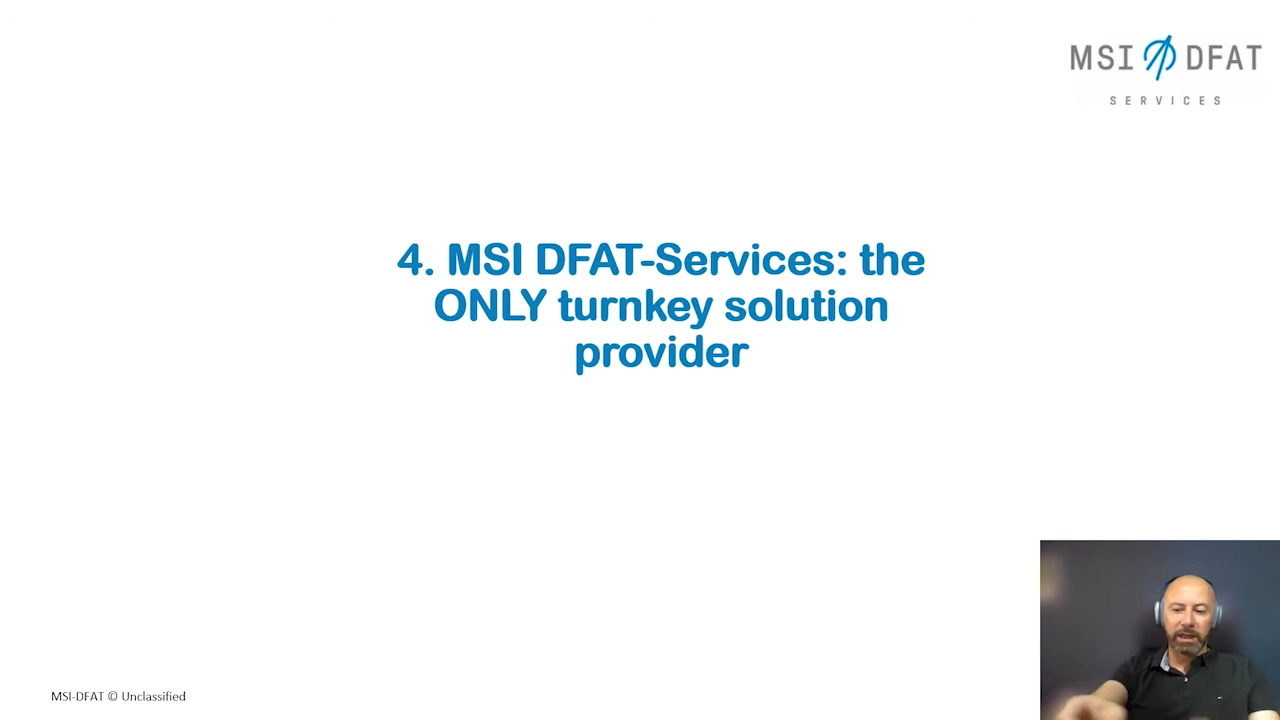 MSI DFAT
SERVICES
4. MSI DFAT-Services: the
ONLY turnkey solution
provider
MSI-DFAT © Unclassified